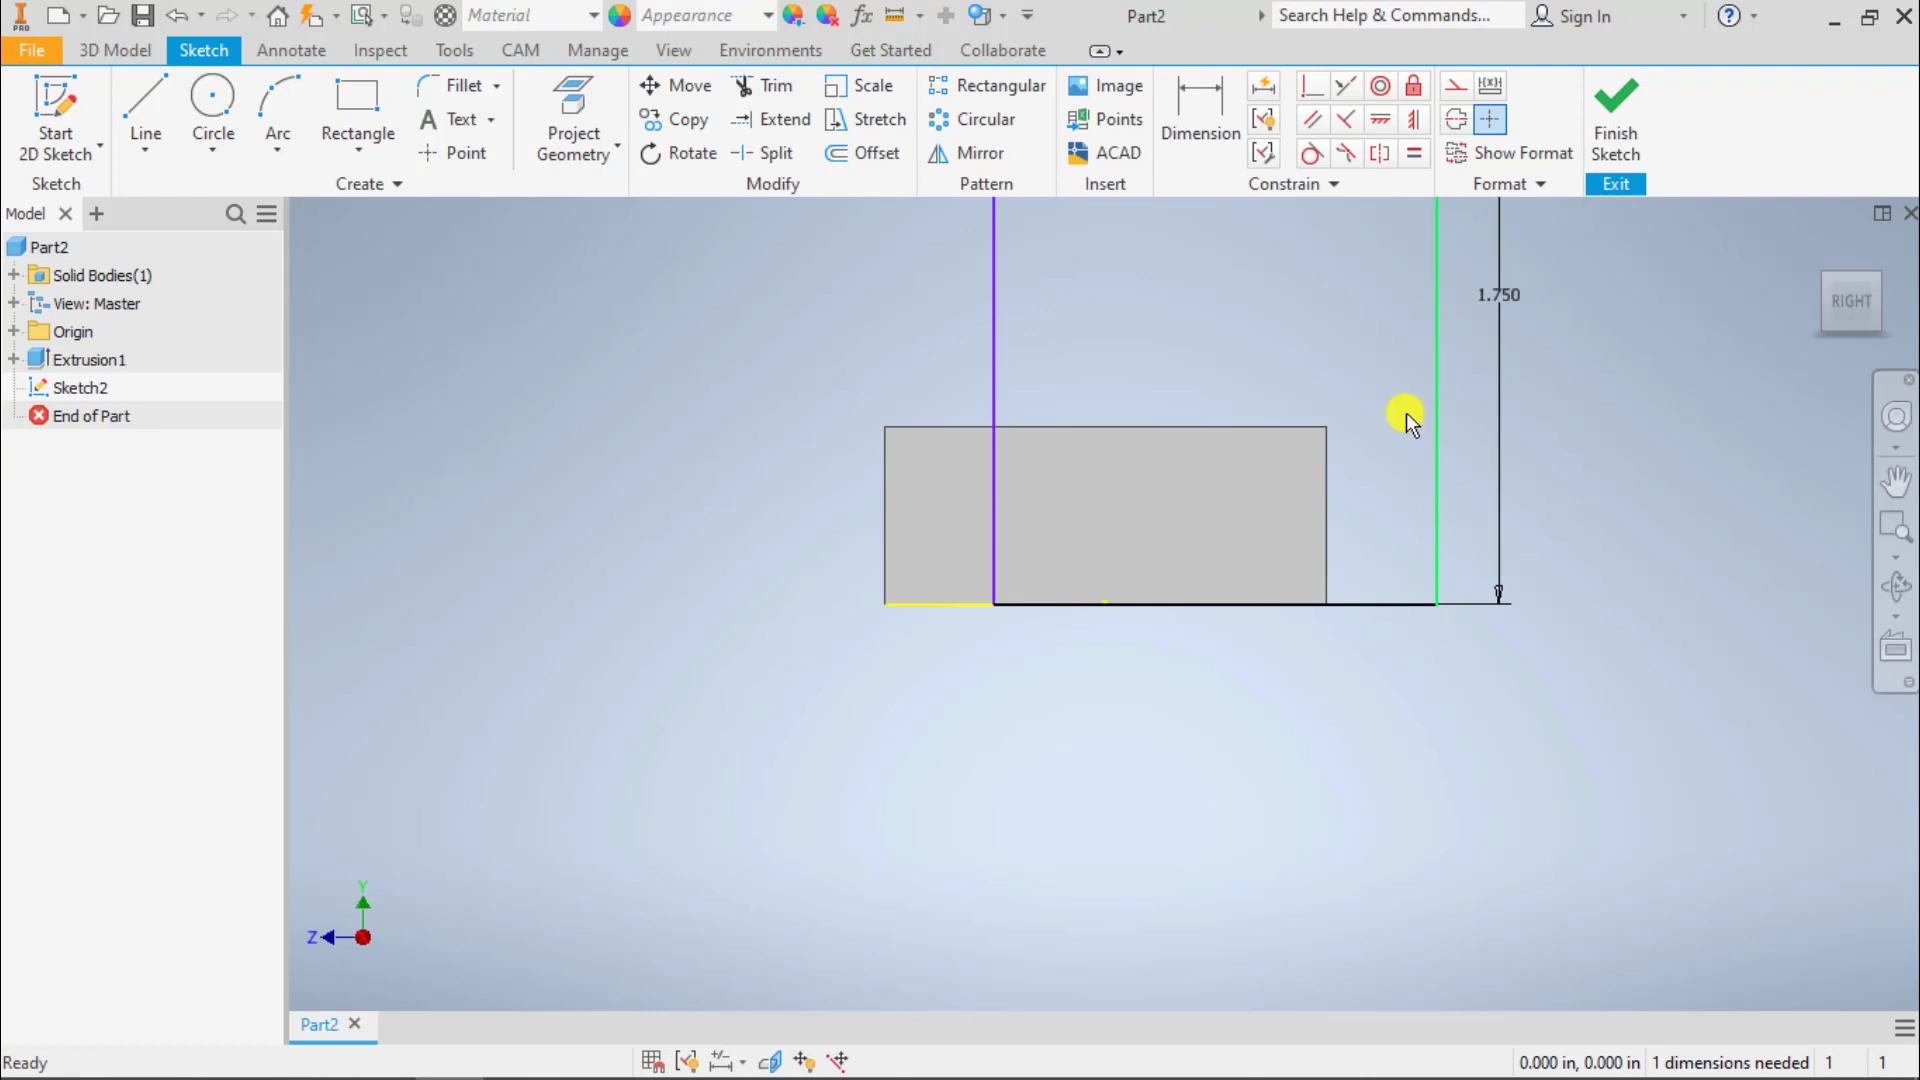 PRO Material Appearance fx Part2 Search Help & Commands... Sign In
File 3D Model Sketch Annotate Inspect Tools CAM Manage View Environments Get Started Collaborate
Start 2D Sketch
Line
Circle
Arc
Rectangle
Fillet
Text
Point
Project Geometry
Move
Copy
Rotate
Trim
Extend
Split
Scale
Stretch
Offset
Rectangular
Circular
Mirror
Image
Points
ACAD
Dimension
Show Format
Finish Sketch
Sketch Create Modify Pattern Insert Constrain Format Exit
Model
Part2
Solid Bodies(1)
View: Master
Origin
Extrusion1
Sketch2
End of Part
1.750
RIGHT
Y
Z
Part2
Ready 0.000 in, 0.000 in 1 dimensions needed 1 1